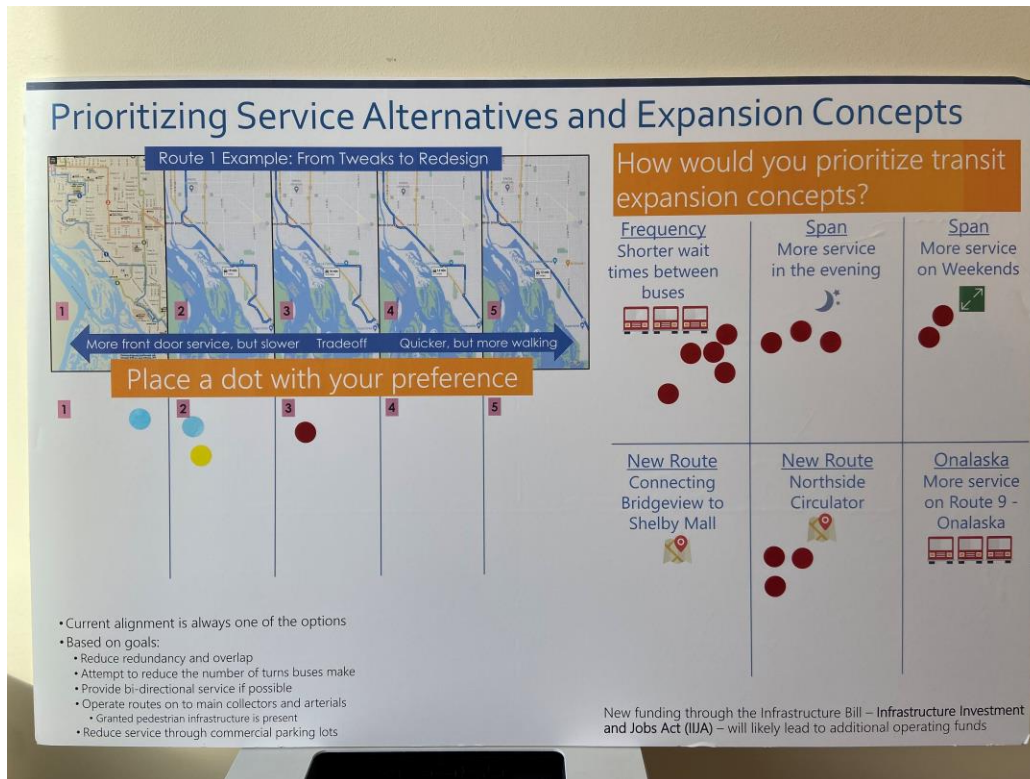 Prioritizing Service Alternatives and Expansion Concepts
Route 1 Example: From Tweaks to Redesign
1
2
3
4
5
More front door service, but slower
Tradeoff
Quicker, but more walking
Place a dot with your preference
1
2
3
4
5
• Current alignment is always one of the options
• Based on goals:
• Reduce redundancy and overlap
• Attempt to reduce the number of turns buses make
• Provide bi-directional service if possible
• Operate routes on to main collectors and arterials
• Granted pedestrian infrastructure is present
• Reduce service through commercial parking lots
How would you prioritize transit
expansion concepts?
Frequency
Shorter wait
times between
buses
Span
More service
in the evening
Span
More service
on Weekends
New Route
Connecting
Bridgeview to
Shelby Mall
New Route
Northside
Circulator
Onalaska
More service
on Route 9 -
Onalaska
New funding through the Infrastructure Bill – Infrastructure Investment
and Jobs Act (IIJA) – will likely lead to additional operating funds